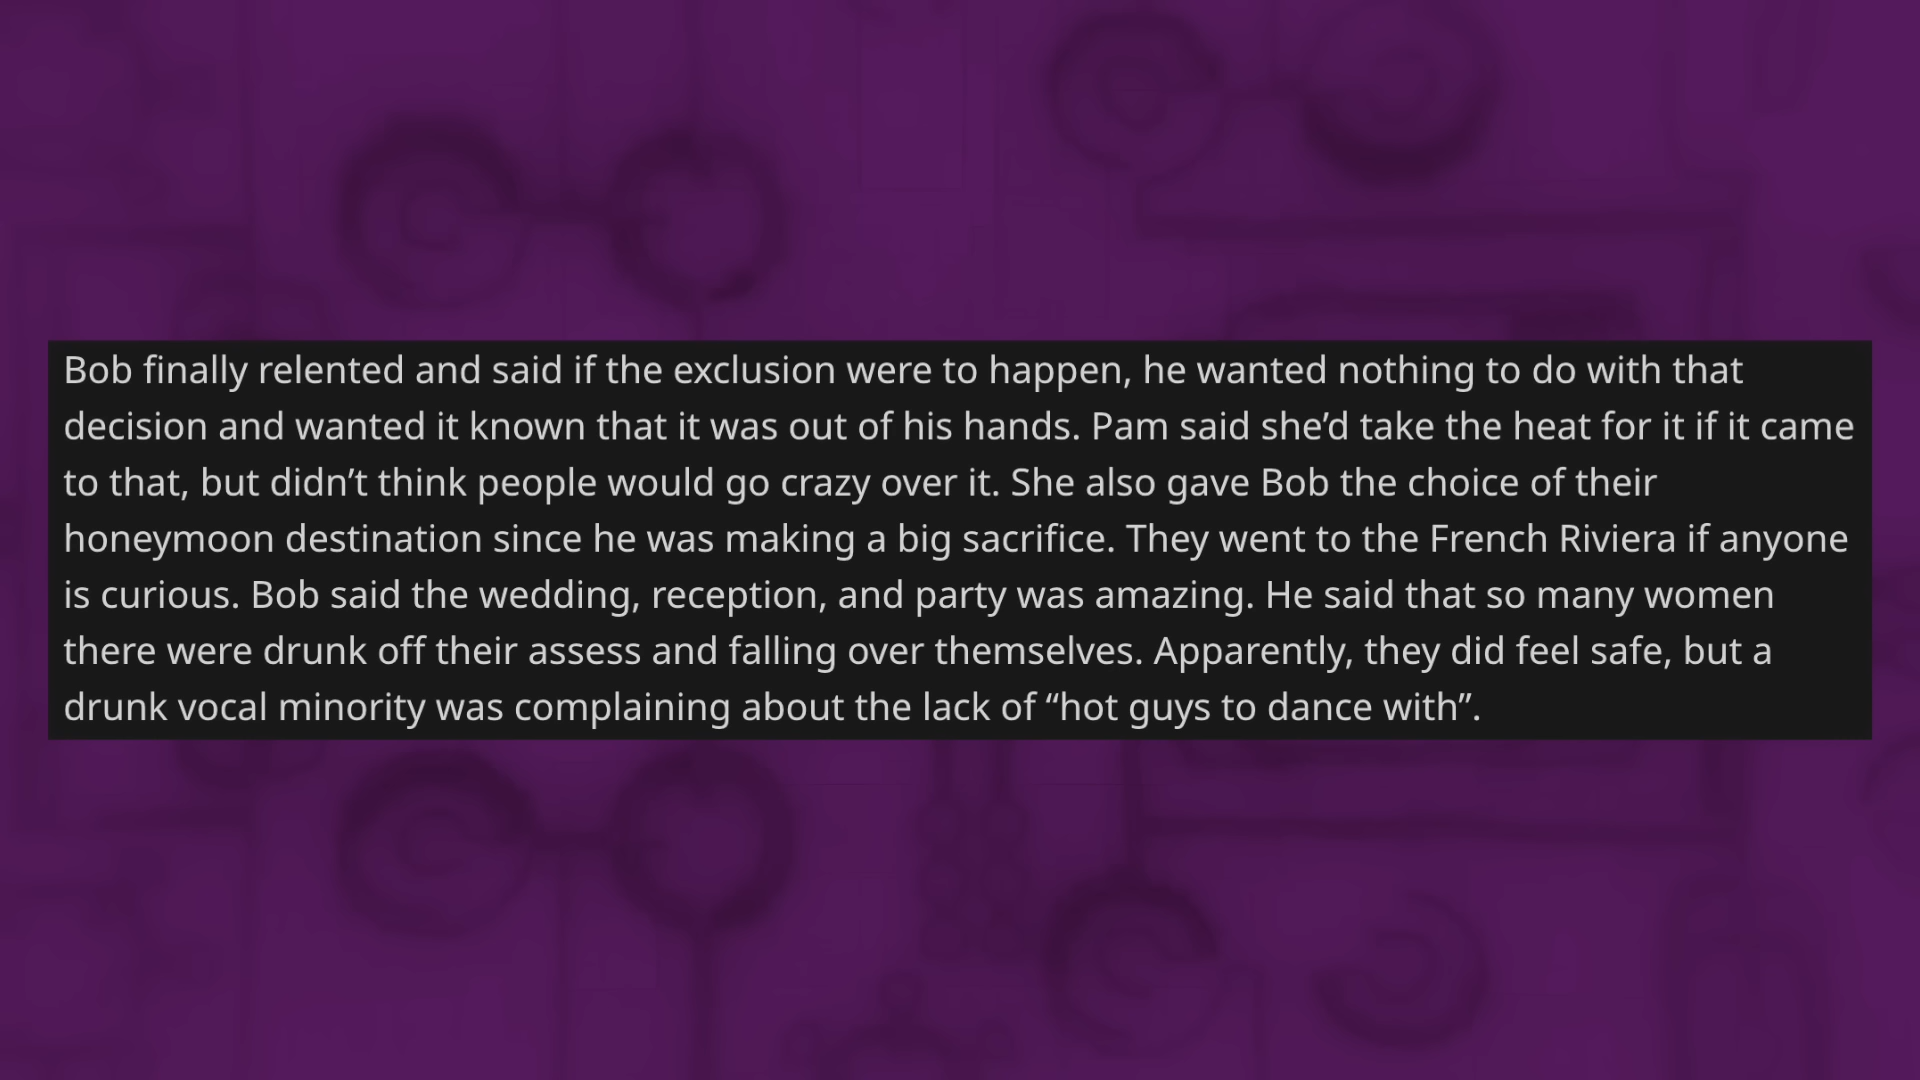 Bob finally relented and said if the exclusion were to happen, he wanted nothing to do with that
decision and wanted it known that it was out of his hands. Pam said she’d take the heat for it if it came
to that, but didn’t think people would go crazy over it. She also gave Bob the choice of their
honeymoon destination since he was making a big sacrifice. They went to the French Riviera if anyone
is curious. Bob said the wedding, reception, and party was amazing. He said that so many women
there were drunk off their assess and falling over themselves. Apparently, they did feel safe, but a
drunk vocal minority was complaining about the lack of “hot guys to dance with”.